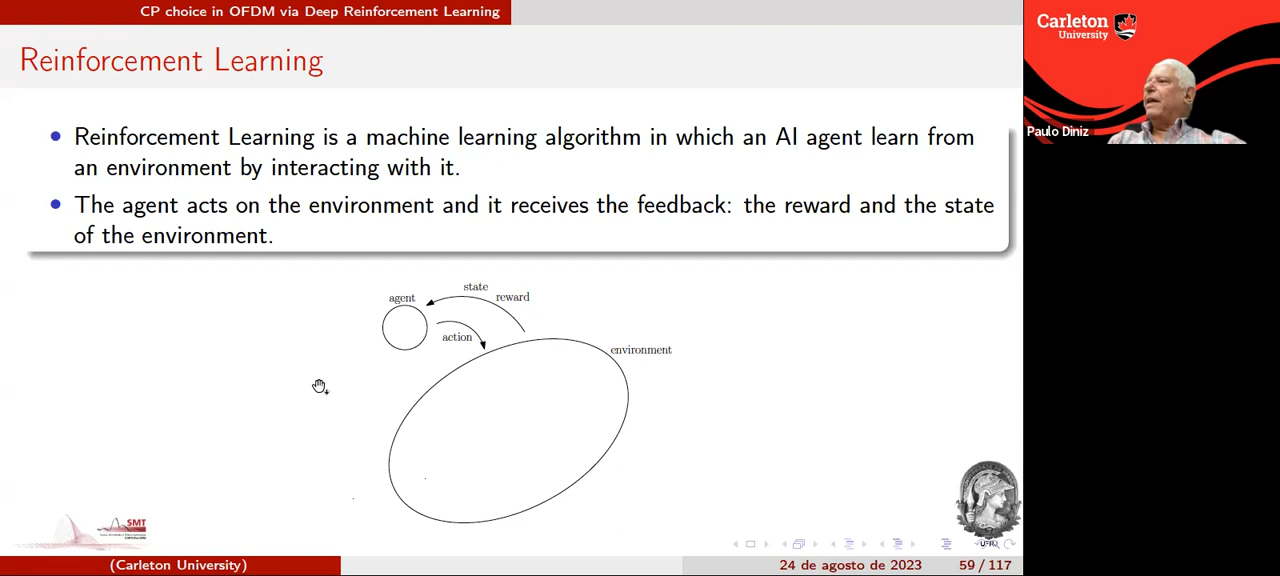 CP choice in OFDM via Deep Reinforcement Learning
Reinforcement Learning
Reinforcement Learning is a machine learning algorithm in which an AI agent learn from
an environment by interacting with it.
The agent acts on the environment and it receives the feedback: the reward and the state
of the environment.
state
agent
reward
action
environment
SMT
UFRJ
(Carleton University)
24 de agosto de 2023
59 / 117
Carleton
University
Paulo Diniz